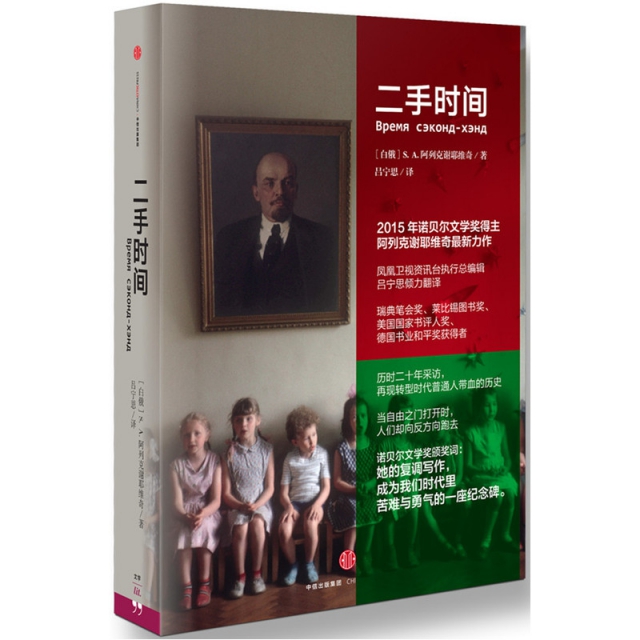 二手时间
Время сэконд-хэнд
［白俄］S. A. 阿列克谢耶维奇／著
吕宁思／译
2015年诺贝尔文学奖得主
阿列克谢耶维奇最新力作
凤凰卫视资讯台执行总编辑
吕宁思倾力翻译
瑞典笔会奖、莱比锡图书奖、
美国国家书评人奖、
德国书业和平奖获得者
历时二十年采访，
再现转型时代普通人带血的历史
当自由之门打开时，
人们却向反方向跑去
诺贝尔文学奖颁奖词：
她的复调写作，
成为我们时代里
苦难与勇气的一座纪念碑。
中信出版集团
中信出版集团
二手时间
Время сэконд-хэнд
［白俄］S. A. 阿列克谢耶维奇／著
吕宁思／译